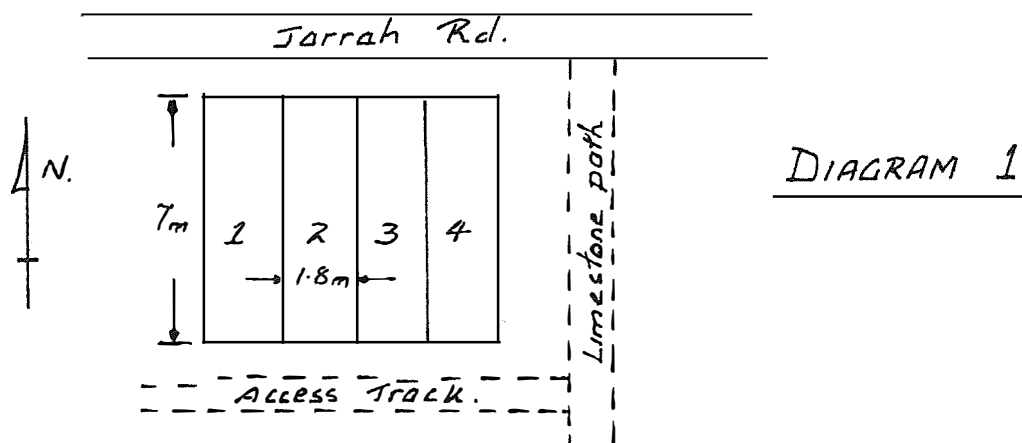 Jarrah Rd.
N.
7m
1
2
3
4
1.8m
Limestone path
DIAGRAM 1
Access Track.